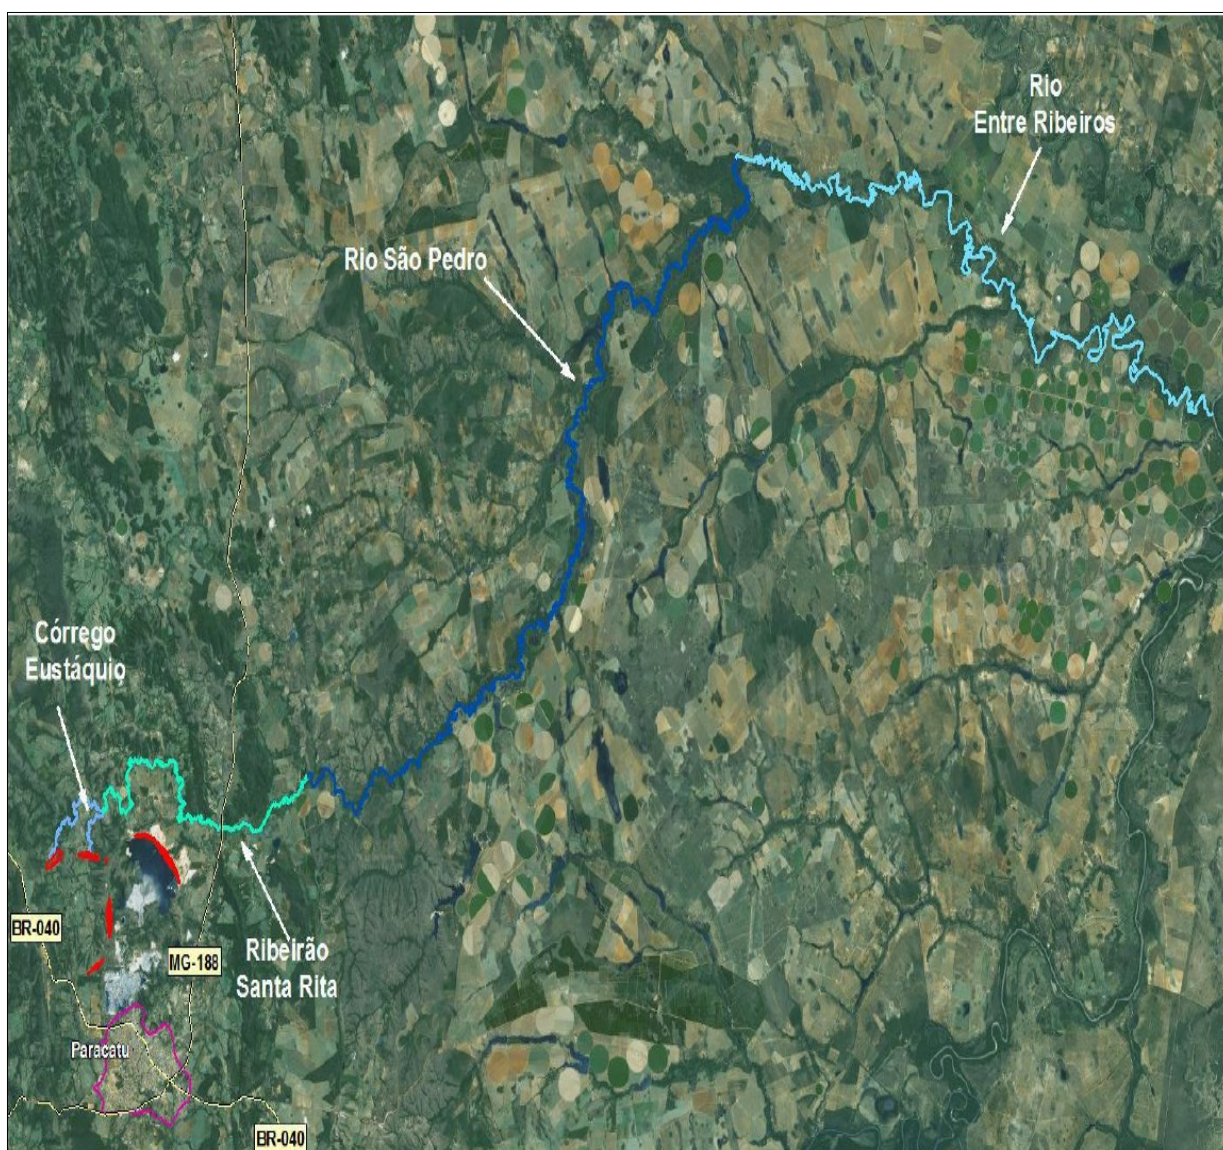 Rio
Entre Ribeiros
Rio São Pedro
Córrego
Eustáquio
BR-040
MG-188
Ribeirão
Santa Rita
Paracatu
BR-040